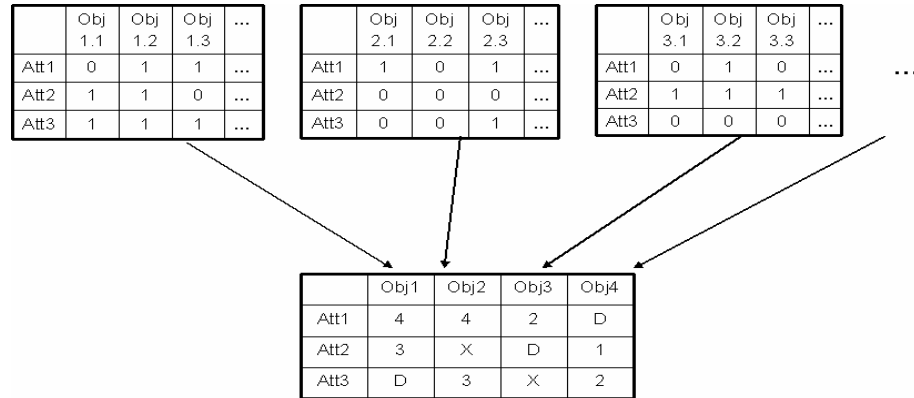 Obj 1.1 Obj 1.2 Obj 1.3 ...
Att1 0 1 1 ...
Att2 1 1 0 ...
Att3 1 1 1 ...
Obj 2.1 Obj 2.2 Obj 2.3 ...
Att1 1 0 1 ...
Att2 0 0 0 ...
Att3 0 0 1 ...
Obj 3.1 Obj 3.2 Obj 3.3 ...
Att1 0 1 0 ...
Att2 1 1 1 ...
Att3 0 0 0 ...
...
Obj1 Obj2 Obj3 Obj4
Att1 4 4 2 D
Att2 3 X D 1
Att3 D 3 X 2